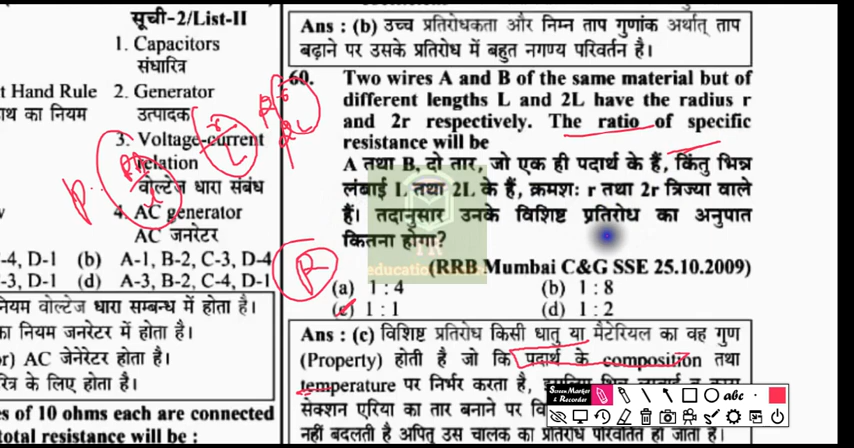 सूची-2/List-II
1. Capacitors
संधारित्र
t Hand Rule 2. Generator
ाथ का नियम उत्पादक
3. Voltage-current
relation
वोल्टेज धारा संबंध
4. AC generator
AC जनरेटर
-4, D-1 (b) A-1, B-2, C-3, D-4
-3, D-1 (d) A-3, B-2, C-4, D-1
नियम वोल्टेज धारा सम्बन्ध में होता है।
का नियम जनरेटर में होता है।
or) AC जेनेरेटर में होता है।
रित्र के लिए होता है।
es of 10 ohms each are connected
otal resistance will be :
Ans : (b) उच्च प्रतिरोधकता और निम्न ताप गुणांक अर्थात् ताप
बढ़ाने पर उसके प्रतिरोध में बहुत नगण्य परिवर्तन है।
60. Two wires A and B of the same material but of
different lengths L and 2L have the radius r
and 2r respectively. The ratio of specific
resistance will be
A तथा B, दो तार, जो एक ही पदार्थ के हैं, किंतु भिन्न
लंबाई L तथा 2L के हैं, क्रमशः r तथा 2r त्रिज्या वाले
हैं। तदानुसार उनके विशिष्ट प्रतिरोध का अनुपात
कितना होगा?
(RRB Mumbai C&G SSE 25.10.2009)
(a) 1 : 4 (b) 1 : 8
(c) 1 : 1 (d) 1 : 2
Ans : (c) विशिष्ट प्रतिरोध किसी धातु या मैटेरियल का वह गुण
(Property) होती है जो कि पदार्थ के composition तथा
temperature पर निर्भर करता है,
सेक्शन एरिया का तार बनाने पर
नहीं बदलती है अपितु उस चालक का प्रतिरोध परिवर्तित हो जाता है।
Screen Marker
& Recorder
abc